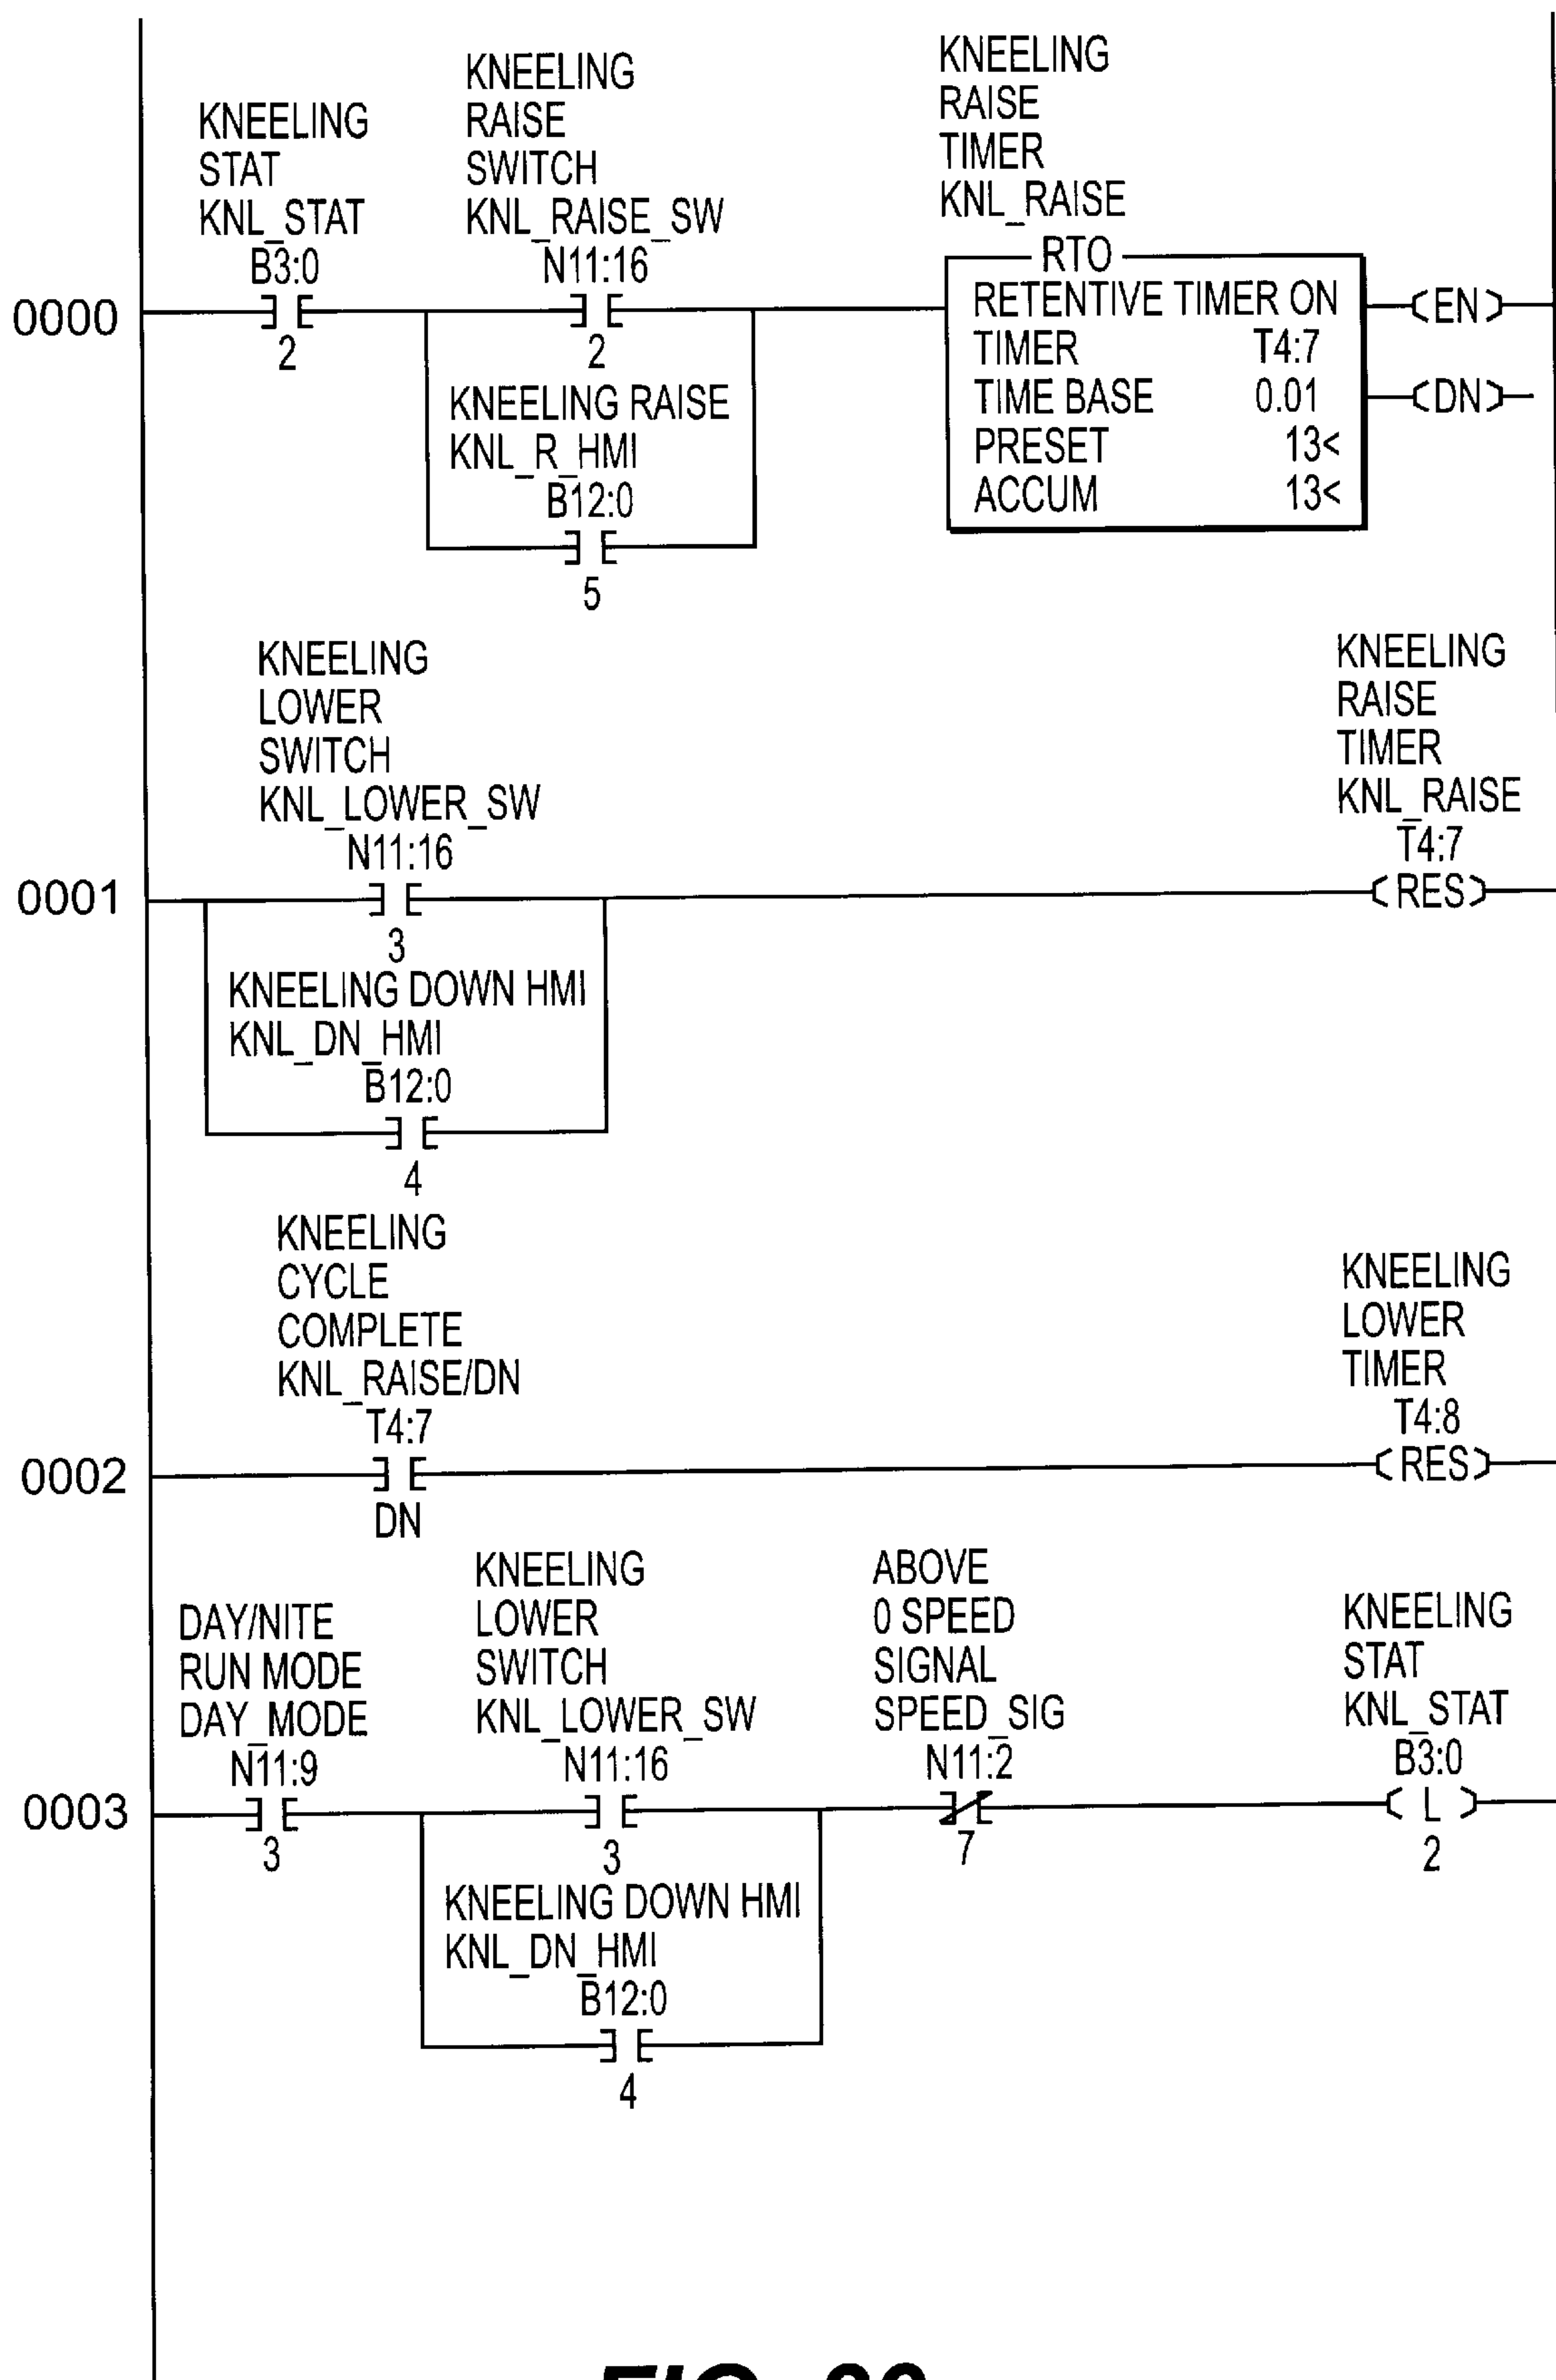 KNEELING
STAT
KNL_STAT
B3:0
2
KNEELING
RAISE
SWITCH
KNL_RAISE_SW
N11:16
2
KNEELING RAISE
KNL_R_HMI
B12:0
5
KNEELING
RAISE
TIMER
KNL_RAISE
RTO
RETENTIVE TIMER ON
TIMER T4:7
TIME BASE 0.01
PRESET 13<
ACCUM 13<
EN
DN
0000
KNEELING
LOWER
SWITCH
KNL_LOWER_SW
N11:16
3
KNEELING DOWN HMI
KNL_DN_HMI
B12:0
4
KNEELING
RAISE
TIMER
KNL_RAISE
T4:7
RES
0001
KNEELING
CYCLE
COMPLETE
KNL_RAISE/DN
T4:7
DN
KNEELING
LOWER
TIMER
T4:8
RES
0002
DAY/NITE
RUN MODE
DAY_MODE
N11:9
3
KNEELING
LOWER
SWITCH
KNL_LOWER_SW
N11:16
3
KNEELING DOWN HMI
KNL_DN_HMI
B12:0
4
ABOVE
0 SPEED
SIGNAL
SPEED_SIG
N11:2
7
KNEELING
STAT
KNL_STAT
B3:0
L
2
0003
FIG.